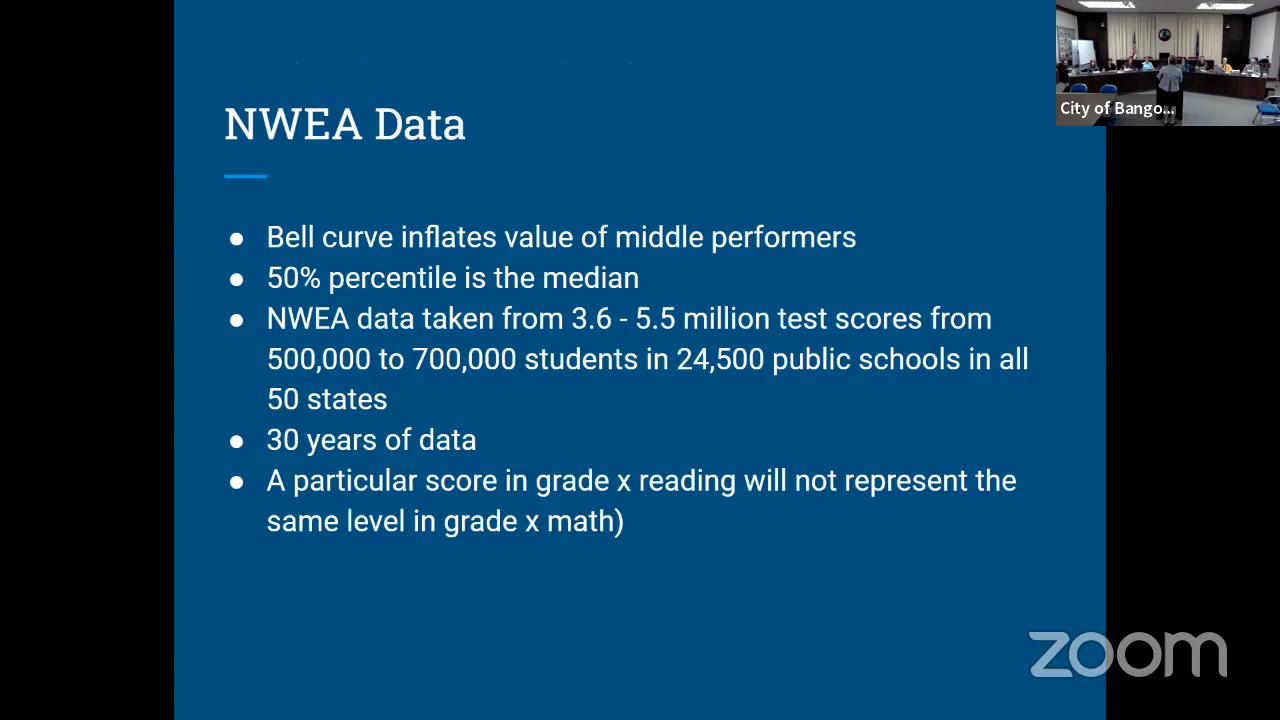 City of Bango...
NWEA Data
● Bell curve inflates value of middle performers
● 50% percentile is the median
● NWEA data taken from 3.6 - 5.5 million test scores from
500,000 to 700,000 students in 24,500 public schools in all
50 states
● 30 years of data
● A particular score in grade x reading will not represent the
same level in grade x math)
zoom